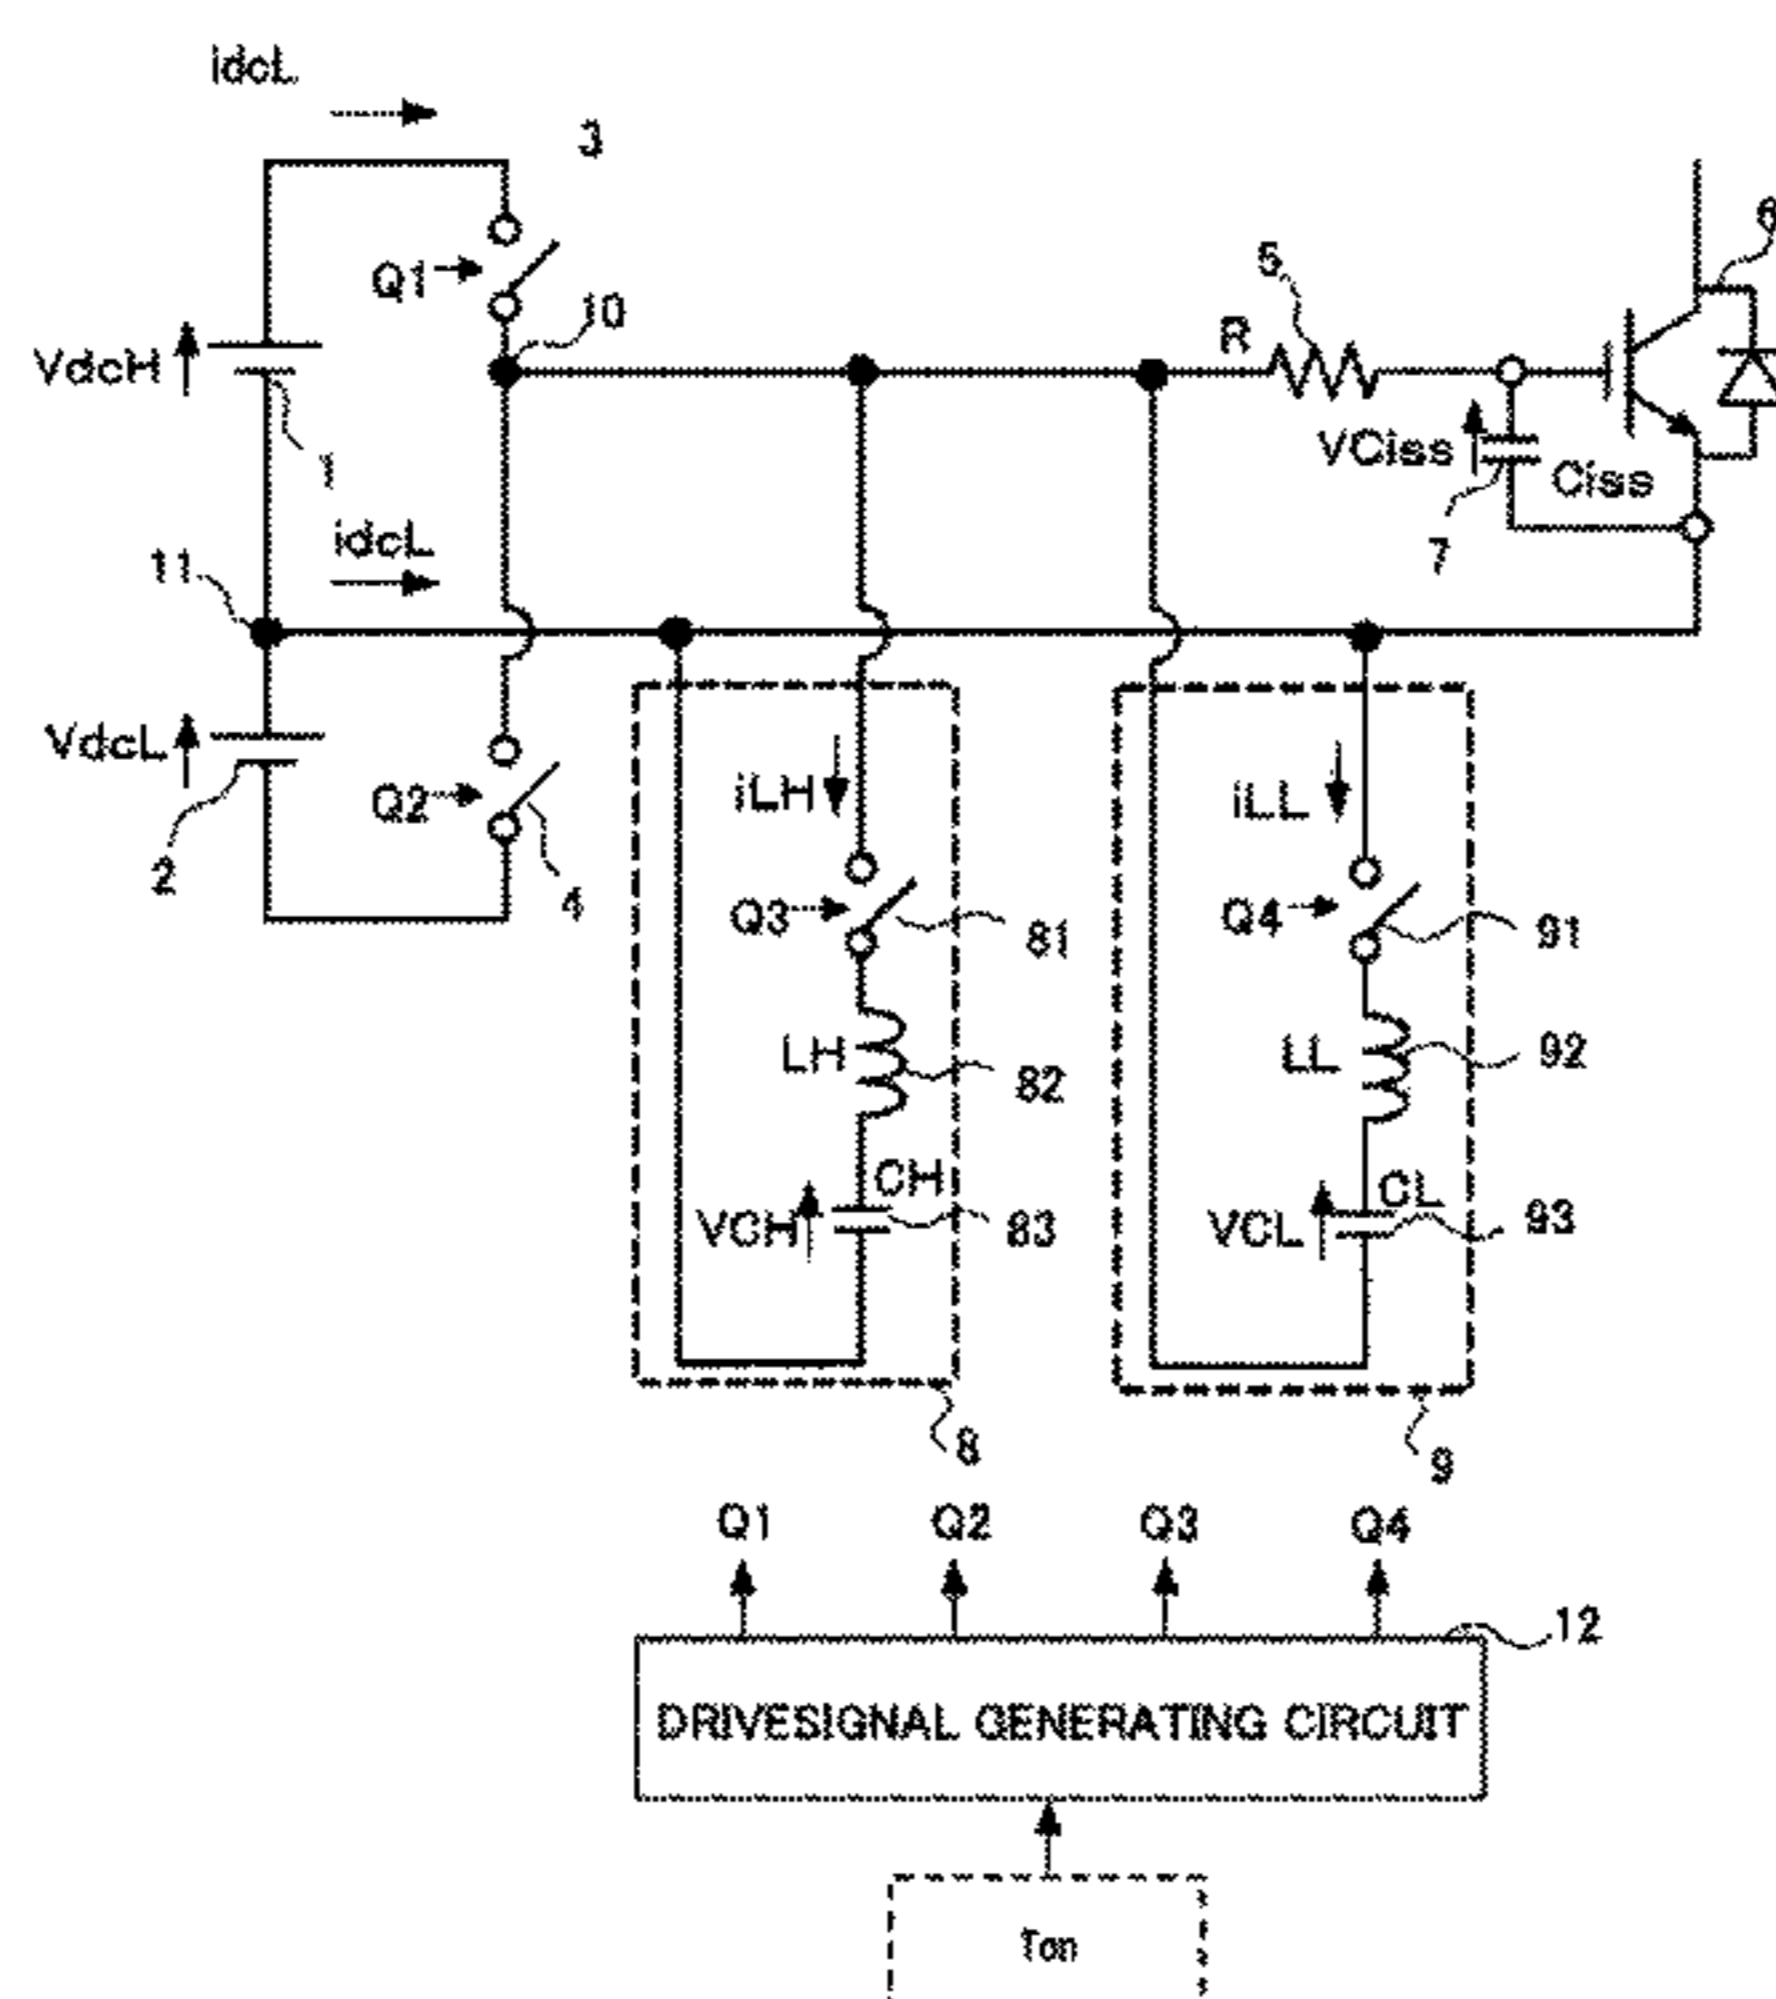 idcL
3
Q1
10
5
6
R
VdcH
1
VCiss
Ciss
7
11
idcL
VdcL
Q2
2
4
iLH
iLL
Q3
81
Q4
91
LH
82
LL
92
CH
VCH
83
CL
VCL
93
8
9
Q1 Q2 Q3 Q4
12
DRIVESIGNAL GENERATING CIRCUIT
Ton